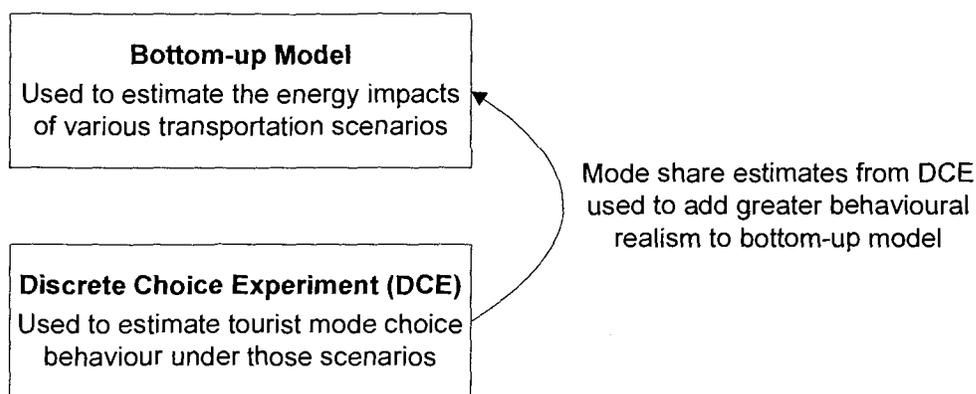 Bottom-up Model
Used to estimate the energy impacts
of various transportation scenarios
Mode share estimates from DCE
used to add greater behavioural
realism to bottom-up model
Discrete Choice Experiment (DCE)
Used to estimate tourist mode choice
behaviour under those scenarios